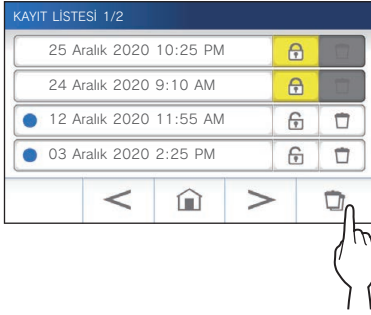 KAYIT LİSTESİ 1/2
25 Aralık 2020 10:25 PM
24 Aralık 2020 9:10 AM
12 Aralık 2020 11:55 AM
03 Aralık 2020 2:25 PM